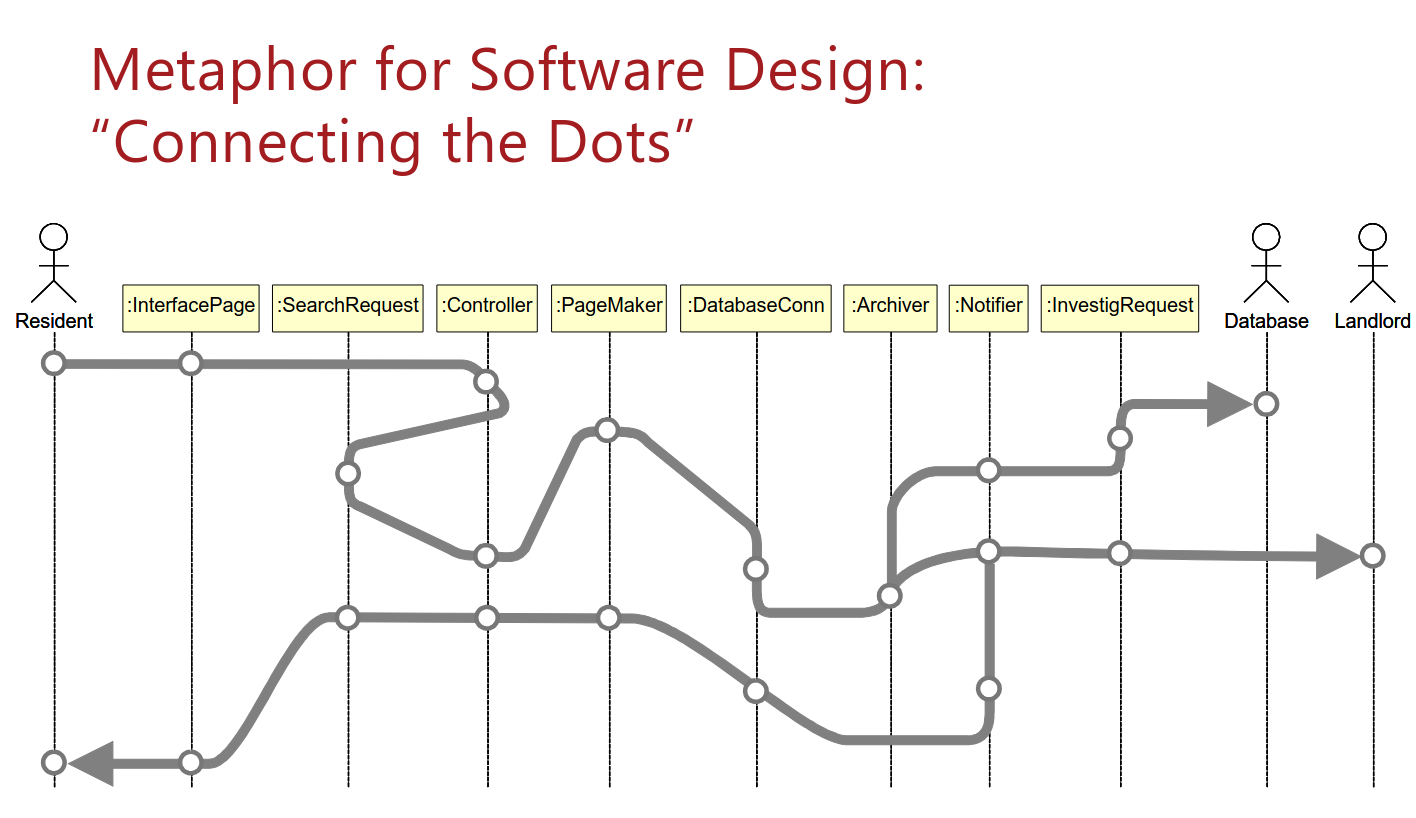 Metaphor for Software Design:
“Connecting the Dots”
:InterfacePage
:SearchRequest
:Controller
:PageMaker
:DatabaseConn
:Archiver
:Notifier
:InvestigRequest
Resident
Database
Landlord